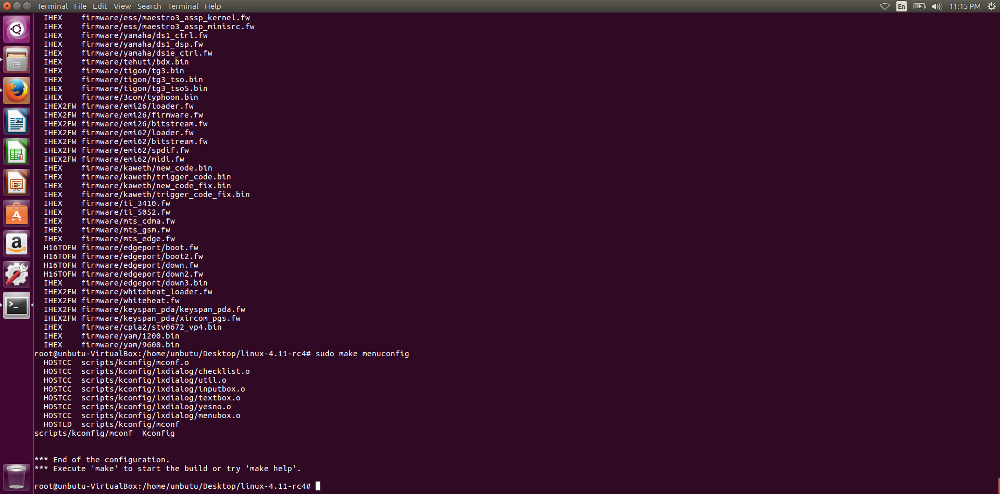 Terminal File Edit View Search Terminal Help En 11:15 PM
IHEX firmware/ess/maestro3_assp_kernel.fw
IHEX firmware/ess/maestro3_assp_minisrc.fw
IHEX firmware/yamaha/ds1_ctrl.fw
IHEX firmware/yamaha/ds1_dsp.fw
IHEX firmware/yamaha/ds1e_ctrl.fw
IHEX firmware/tehuti/bdx.bin
IHEX firmware/tigon/tg3.bin
IHEX firmware/tigon/tg3_tso.bin
IHEX firmware/tigon/tg3_tso5.bin
IHEX firmware/3com/typhoon.bin
IHEX2FW firmware/emi26/loader.fw
IHEX2FW firmware/emi26/firmware.fw
IHEX2FW firmware/emi26/bitstream.fw
IHEX2FW firmware/emi62/loader.fw
IHEX2FW firmware/emi62/bitstream.fw
IHEX2FW firmware/emi62/spdif.fw
IHEX2FW firmware/emi62/midi.fw
IHEX firmware/kaweth/new_code.bin
IHEX firmware/kaweth/trigger_code.bin
IHEX firmware/kaweth/new_code_fix.bin
IHEX firmware/kaweth/trigger_code_fix.bin
IHEX firmware/ti_3410.fw
IHEX firmware/ti_5052.fw
IHEX firmware/mts_cdma.fw
IHEX firmware/mts_gsm.fw
IHEX firmware/mts_edge.fw
H16TOFW firmware/edgeport/boot.fw
H16TOFW firmware/edgeport/boot2.fw
H16TOFW firmware/edgeport/down.fw
H16TOFW firmware/edgeport/down2.fw
IHEX firmware/edgeport/down3.bin
IHEX2FW firmware/whiteheat_loader.fw
IHEX2FW firmware/whiteheat.fw
IHEX2FW firmware/keyspan_pda/keyspan_pda.fw
IHEX2FW firmware/keyspan_pda/xircom_pgs.fw
IHEX firmware/cpia2/stv0672_vp4.bin
IHEX firmware/yam/1200.bin
IHEX firmware/yam/9600.bin
root@unbutu-VirtualBox:/home/unbutu/Desktop/linux-4.11-rc4# sudo make menuconfig
HOSTCC scripts/kconfig/mconf.o
HOSTCC scripts/kconfig/lxdialog/checklist.o
HOSTCC scripts/kconfig/lxdialog/util.o
HOSTCC scripts/kconfig/lxdialog/inputbox.o
HOSTCC scripts/kconfig/lxdialog/textbox.o
HOSTCC scripts/kconfig/lxdialog/yesno.o
HOSTCC scripts/kconfig/lxdialog/menubox.o
HOSTLD scripts/kconfig/mconf
scripts/kconfig/mconf Kconfig
*** End of the configuration.
*** Execute 'make' to start the build or try 'make help'.
root@unbutu-VirtualBox:/home/unbutu/Desktop/linux-4.11-rc4#